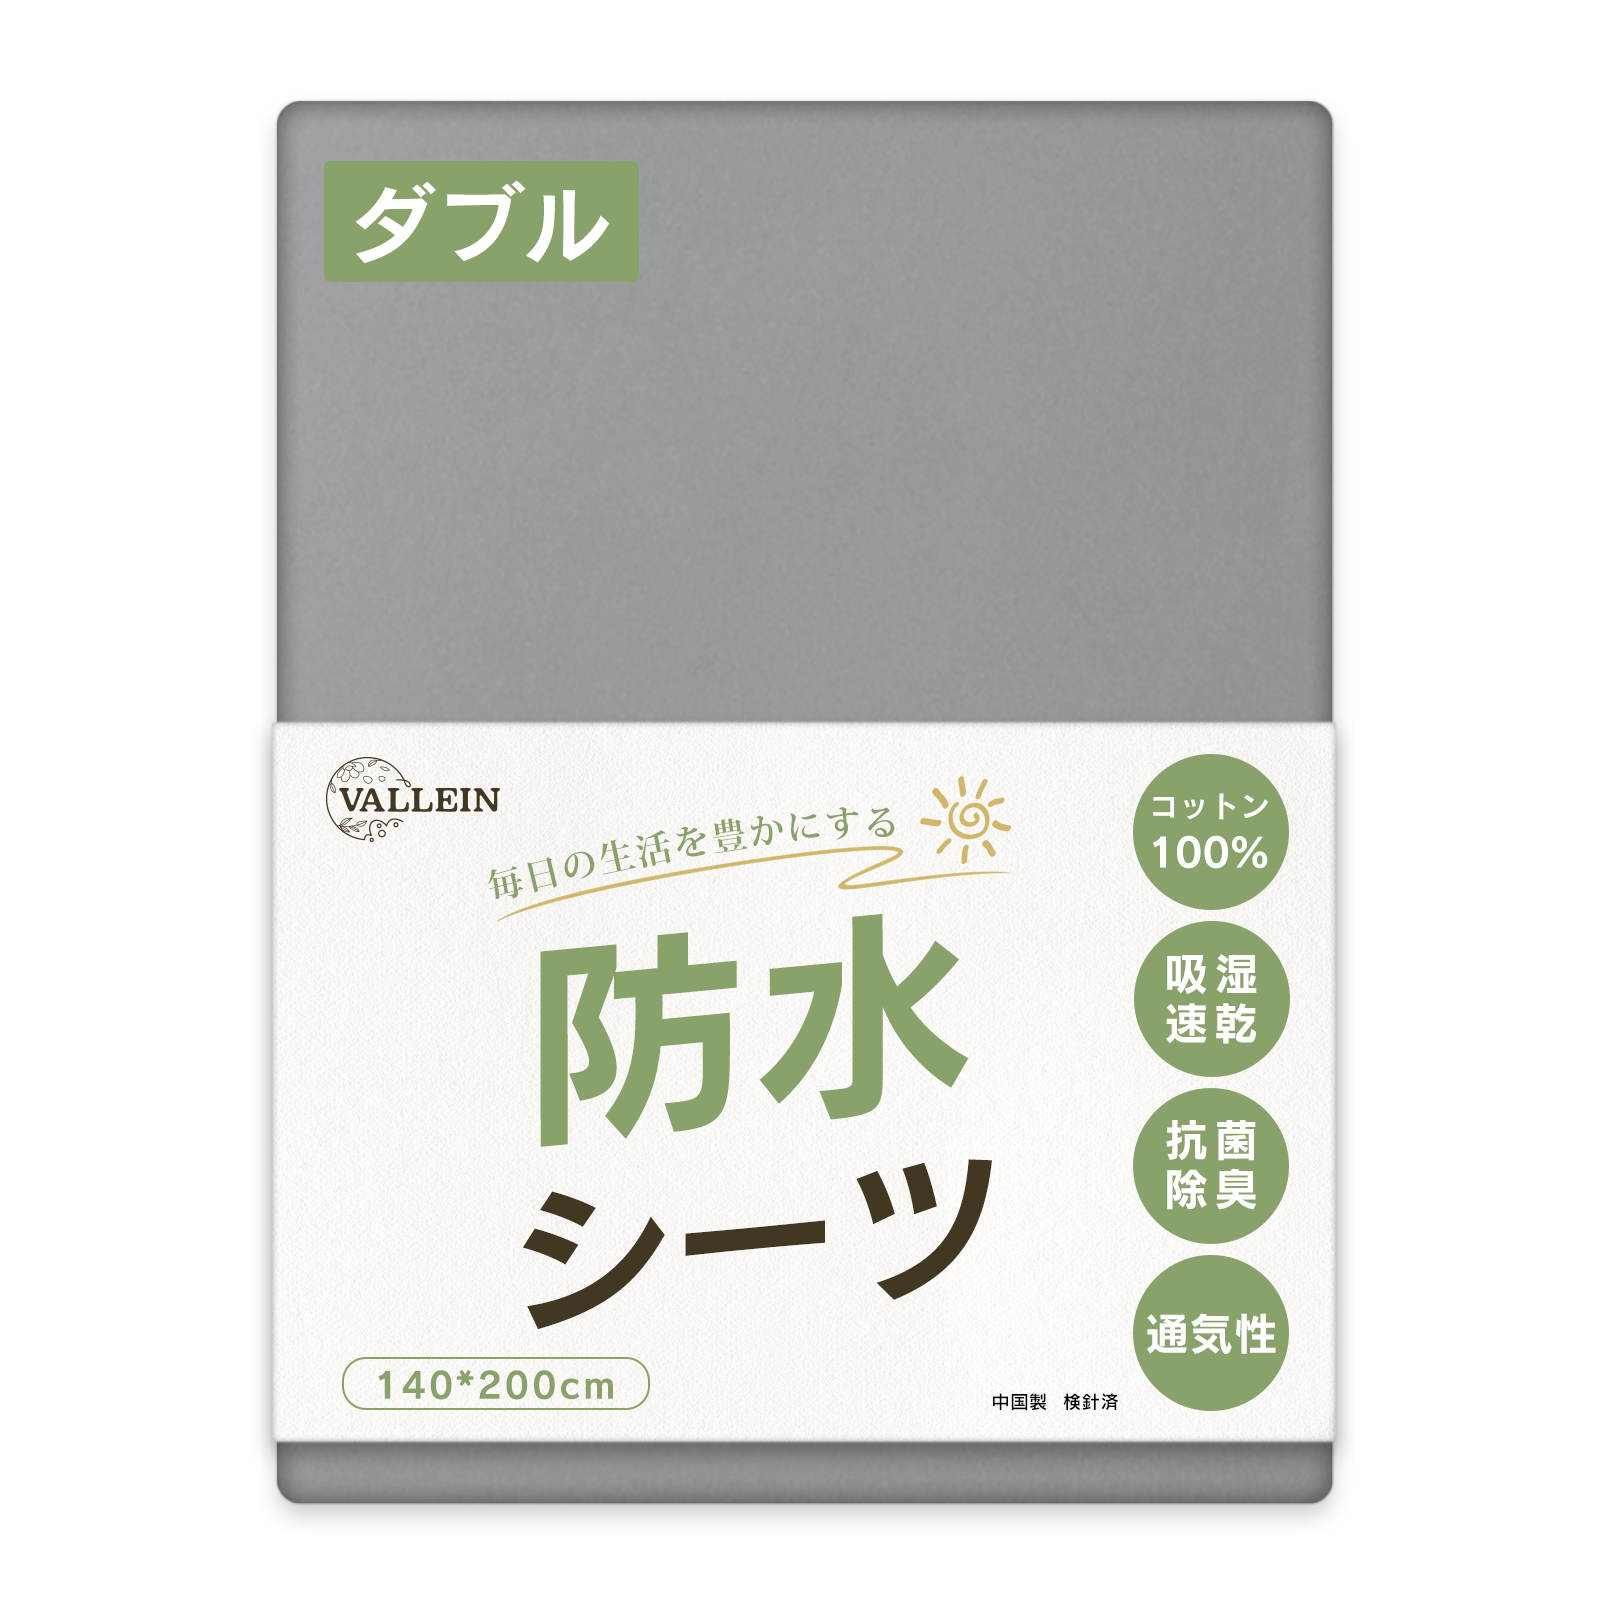 ダブル
VALLEIN
毎日の生活を豊かにする
防水
シーツ
コットン
100%
吸湿
速乾
抗菌
除臭
通気性
140*200cm
中国製 検針済